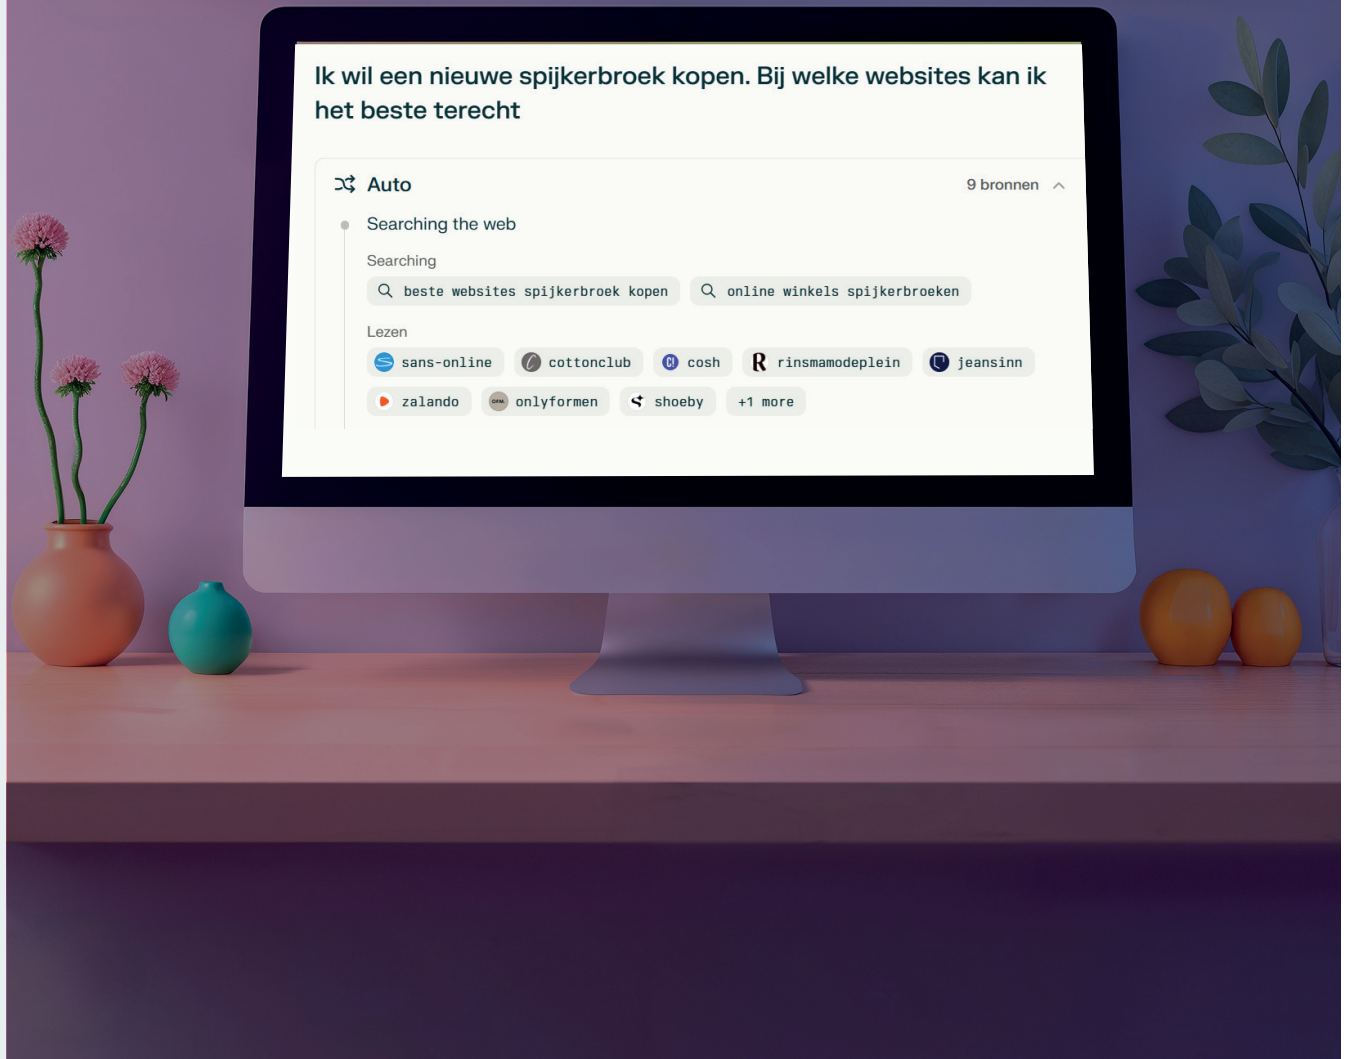 Ik wil een nieuwe spijkerbroek kopen. Bij welke websites kan ik
het beste terecht
Auto
9 bronnen
Searching the web
Searching
beste websites spijkerbroek kopen
online winkels spijkerbroeken
Lezen
sans-online
cottonclub
C!
cosh
R
rinsmamodeplein
jeansinn
zalando
OFM.
onlyformen
shoeby
+1 more